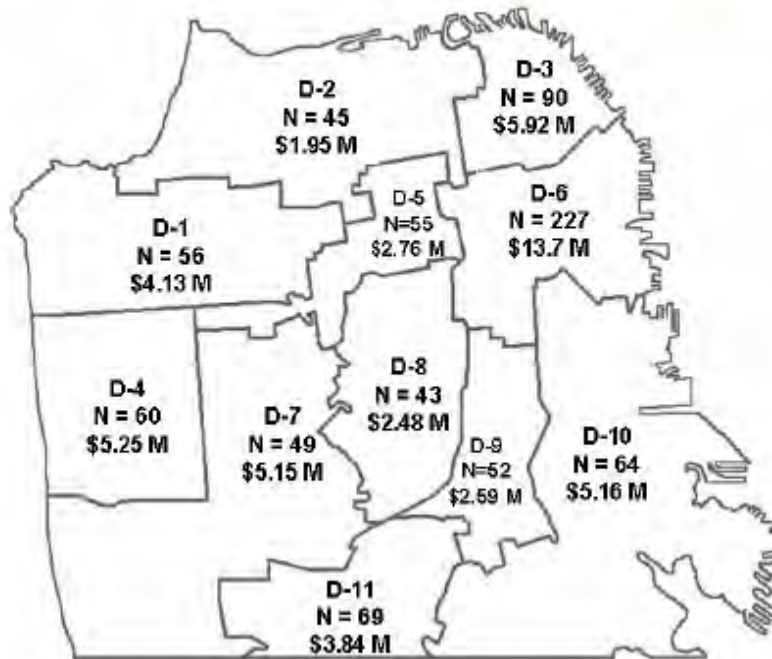 D-2
N = 45
$1.95 M
D-3
N = 90
$5.92 M
D-1
N = 56
$4.13 M
D-5
N=55
$2.76 M
D-6
N = 227
$13.7 M
D-4
N = 60
$5.25 M
D-7
N = 49
$5.15 M
D-8
N = 43
$2.48 M
D-9
N=52
$2.59 M
D-10
N = 64
$5.16 M
D-11
N = 69
$3.84 M